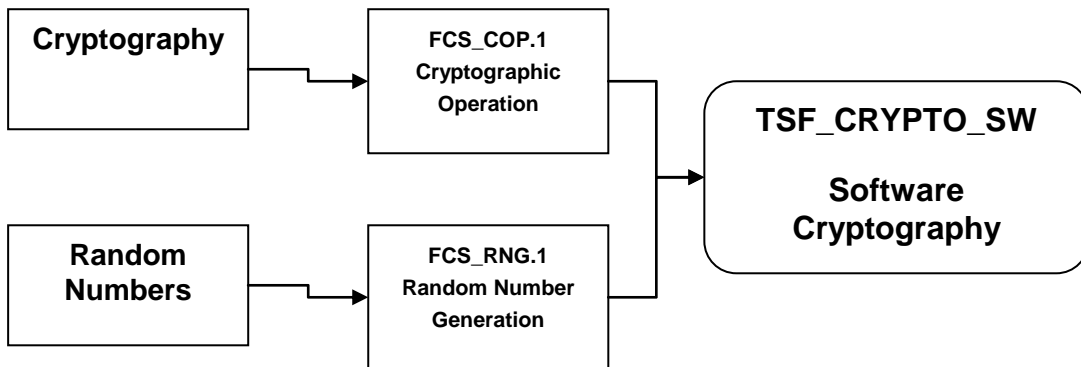 Cryptography
FCS_COP.1
Cryptographic
Operation
TSF_CRYPTO_SW
Software
Cryptography
Random
Numbers
FCS_RNG.1
Random Number
Generation